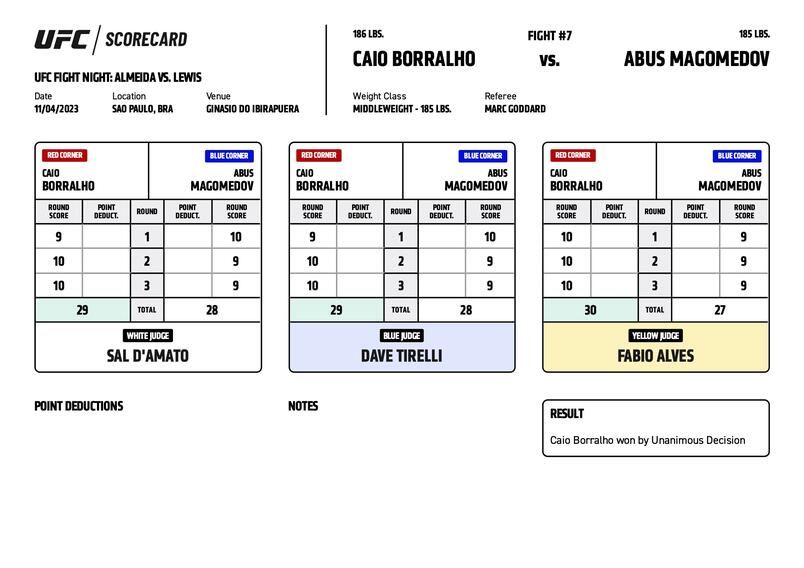 UFC / SCORECARD
UFC FIGHT NIGHT: ALMEIDA VS. LEWIS
Date Location Venue
11/04/2023 SAO PAULO, BRA GINASIO DO IBIRAPUERA
186 LBS. FIGHT #7 185 LBS.
CAIO BORRALHO VS. ABUS MAGOMEDOV
Weight Class Referee
MIDDLEWEIGHT - 185 LBS. MARC GODDARD
RED CORNER BLUE CORNER
CAIO ABUS
BORRALHO MAGOMEDOV
ROUND SCORE POINT DEDUCT. ROUND POINT DEDUCT. ROUND SCORE
9 1 10
10 2 9
10 3 9
29 TOTAL 28
WHITE JUDGE
SAL D'AMATO
RED CORNER BLUE CORNER
CAIO ABUS
BORRALHO MAGOMEDOV
ROUND SCORE POINT DEDUCT. ROUND POINT DEDUCT. ROUND SCORE
9 1 10
10 2 9
10 3 9
29 TOTAL 28
BLUE JUDGE
DAVE TIRELLI
RED CORNER BLUE CORNER
CAIO ABUS
BORRALHO MAGOMEDOV
ROUND SCORE POINT DEDUCT. ROUND POINT DEDUCT. ROUND SCORE
10 1 9
10 2 9
10 3 9
30 TOTAL 27
YELLOW JUDGE
FABIO ALVES
POINT DEDUCTIONS
NOTES
RESULT
Caio Borralho won by Unanimous Decision